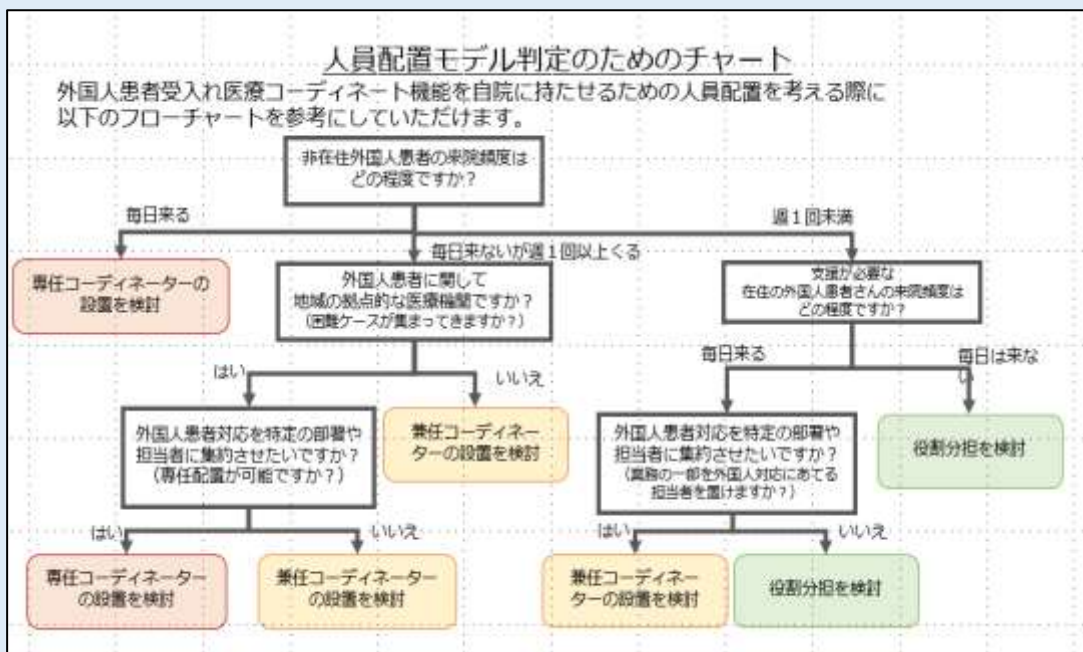 人員配置モデル判定のためのチャート
外国人患者受入れ医療コーディネート機能を自院に持たせるための人員配置を考える際に
以下のフローチャートを参考にしていただけます。
非在住外国人患者の来院頻度は
どの程度ですか?
毎日来る
毎日来ないが週1回以上くる
週1回未満
専任コーディネーターの
設置を検討
外国人患者に関して
地域の拠点的な医療機関ですか?
(困難ケースが集まってきますか?)
支援が必要な
在住の外国人患者さんの来院頻度は
どの程度ですか?
はい
いいえ
毎日来る
毎日は来な
い
外国人患者対応を特定の部署や
担当者に集約させたいですか?
(専任配置が可能ですか?)
兼任コーディネー
ターの設置を検討
外国人患者対応を特定の部署や
担当者に集約させたいですか?
(業務の一部を外国人対応にあてる
担当者を置けますか?)
役割分担を検討
はい
いいえ
はい
いいえ
専任コーディネーター
の設置を検討
兼任コーディネーター
の設置を検討
兼任コーディネー
ターの設置を検討
役割分担を検討